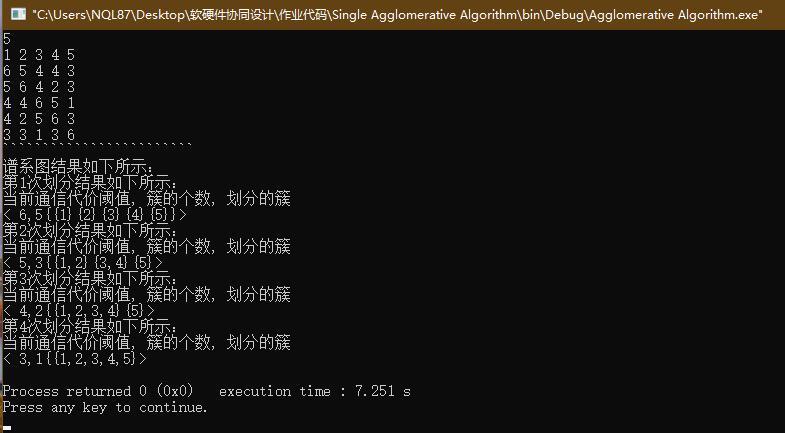 "C:\Users\NQL87\Desktop\软硬件协同设计\作业代码\Single Agglomerative Algorithm\bin\Debug\Agglomerative Algorithm.exe"
5
1 2 3 4 5
6 5 4 4 3
5 6 4 2 3
4 4 6 5 1
4 2 5 6 3
3 3 1 3 6
```````````````````````
谱系图结果如下所示:
第1次划分结果如下所示:
当前通信代价阈值, 簇的个数, 划分的簇
< 6,5{{1}{2}{3}{4}{5}}>
第2次划分结果如下所示:
当前通信代价阈值, 簇的个数, 划分的簇
< 5,3{{1,2}{3,4}{5}>
第3次划分结果如下所示:
当前通信代价阈值, 簇的个数, 划分的簇
< 4,2{{1,2,3,4}{5}>
第4次划分结果如下所示:
当前通信代价阈值, 簇的个数, 划分的簇
< 3,1{{1,2,3,4,5}>
Process returned 0 (0x0)   execution time : 7.251 s
Press any key to continue.